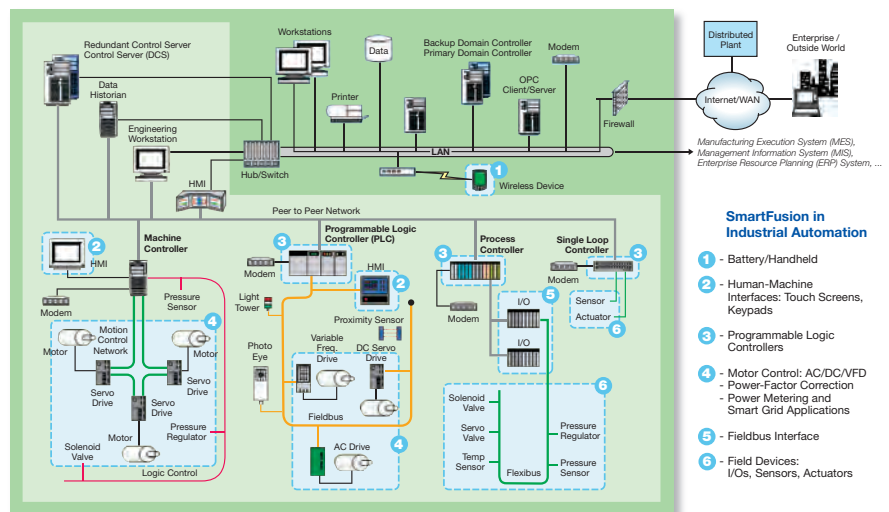 Redundant Control Server
Control Server (DCS)
Data
Historian
Engineering
Workstation
HMI
Hub/Switch
Workstations
Printer
Data
Backup Domain Controller
Primary Domain Controller
OPC
Client/Server
Modem
Firewall
LAN
1
Wireless Device
Distributed
Plant
Enterprise /
Outside World
Internet/WAN
Manufacturing Execution System (MES),
Management Information System (MIS),
Enterprise Resource Planning (ERP) System, ...
Peer to Peer Network
2
HMI
Machine
Controller
Modem
Pressure
Sensor
4
Motor
Motion
Control
Network
Motor
Servo
Drive
Servo
Drive
Servo
Drive
Motor
Pressure
Regulator
Solenoid
Valve
Logic Control
Programmable Logic
Controller (PLC)
3
Modem
HMI
2
Light
Tower
Proximity Sensor
Photo
Eye
Variable
Freq.
Drive
DC Servo
Drive
Fieldbus
AC Drive
4
Process
Controller
3
Modem
I/O
5
I/O
Single Loop
Controller
3
Modem
Sensor
Actuator
6
6
Solenoid
Valve
Servo
Valve
Temp
Sensor
Pressure
Regulator
Pressure
Sensor
Flexibus
SmartFusion in
Industrial Automation
1 - Battery/Handheld
2 - Human-Machine
Interfaces: Touch Screens,
Keypads
3 - Programmable Logic
Controllers
4 - Motor Control: AC/DC/VFD
- Power-Factor Correction
- Power Metering and
Smart Grid Applications
5 - Fieldbus Interface
6 - Field Devices:
I/Os, Sensors, Actuators